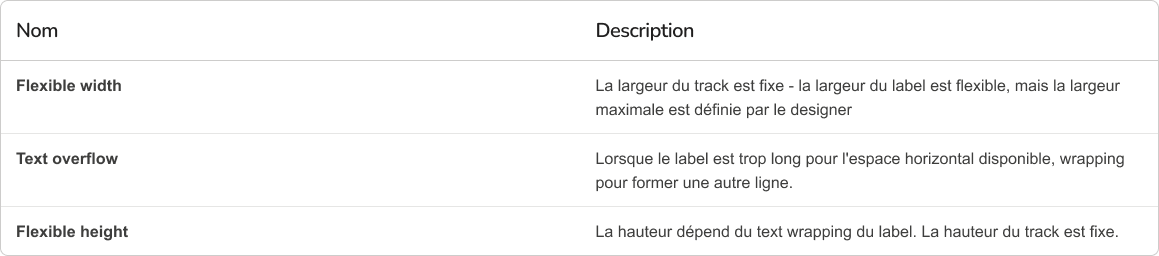 Nom
Description
Flexible width
La largeur du track est fixe - la largeur du label est flexible, mais la largeur
maximale est définie par le designer
Text overflow
Lorsque le label est trop long pour l'espace horizontal disponible, wrapping
pour former une autre ligne.
Flexible height
La hauteur dépend du text wrapping du label. La hauteur du track est fixe.